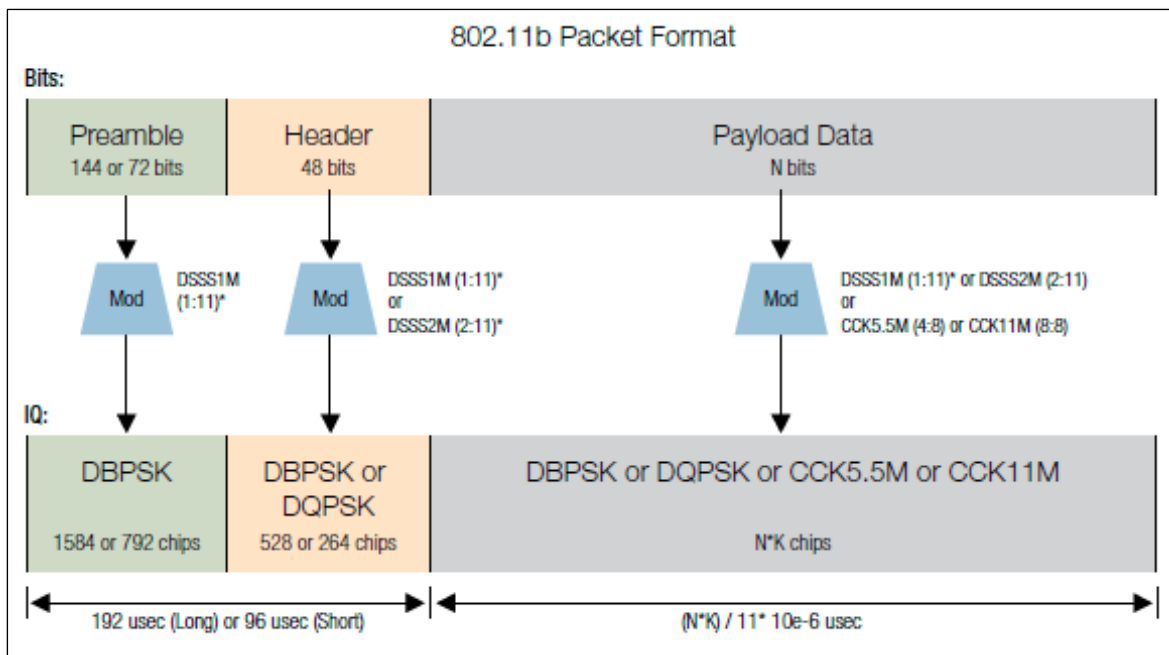 802.11b Packet Format
Bits:
Preamble
144 or 72 bits
Header
48 bits
Payload Data
N bits
Mod
DSSS1M
(1:11)*
Mod
DSSS1M (1:11)*
or
DSSS2M (2:11)*
Mod
DSSS1M (1:11)* or DSSS2M (2:11)
or
CCK5.5M (4:8) or CCK11M (8:8)
IQ:
DBPSK
1584 or 792 chips
DBPSK or
DQPSK
528 or 264 chips
DBPSK or DQPSK or CCK5.5M or CCK11M
N*K chips
192 usec (Long) or 96 usec (Short)
(N*K) / 11* 10e-6 usec